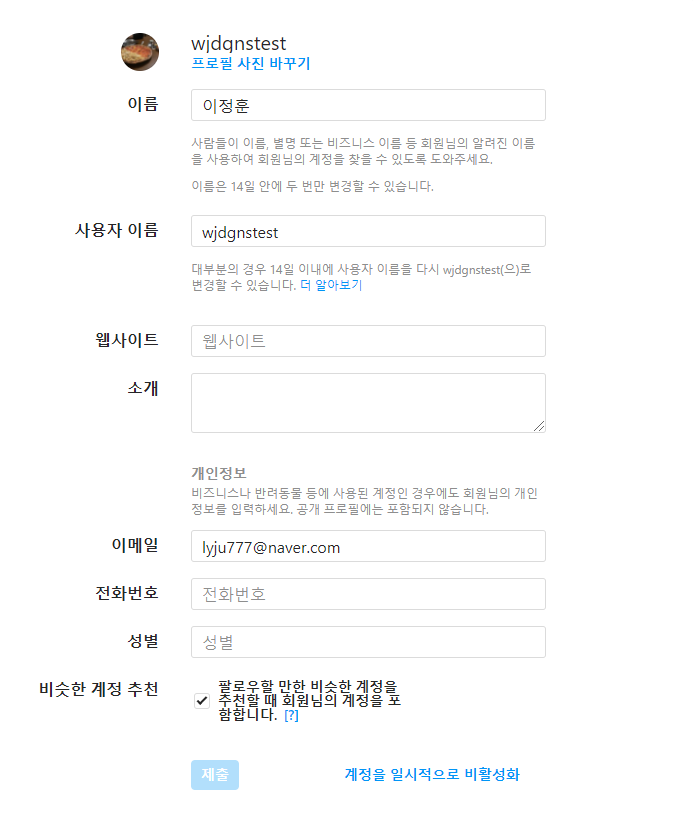 wjdgnstest
프로필 사진 바꾸기
이름
이정훈
사람들이 이름, 별명 또는 비즈니스 이름 등 회원님의 알려진 이름
을 사용하여 회원님의 계정을 찾을 수 있도록 도와주세요.
이름은 14일 안에 두 번만 변경할 수 있습니다.
사용자 이름
wjdgnstest
대부분의 경우 14일 이내에 사용자 이름을 다시 wjdgnstest(으)로
변경할 수 있습니다. 더 알아보기
웹사이트
웹사이트
소개
개인정보
비즈니스나 반려동물 등에 사용된 계정인 경우에도 회원님의 개인
정보를 입력하세요. 공개 프로필에는 포함되지 않습니다.
이메일
lyju777@naver.com
전화번호
전화번호
성별
성별
비슷한 계정 추천
팔로우할 만한 비슷한 계정을
추천할 때 회원님의 계정을 포
함합니다. [?]
제출
계정을 일시적으로 비활성화